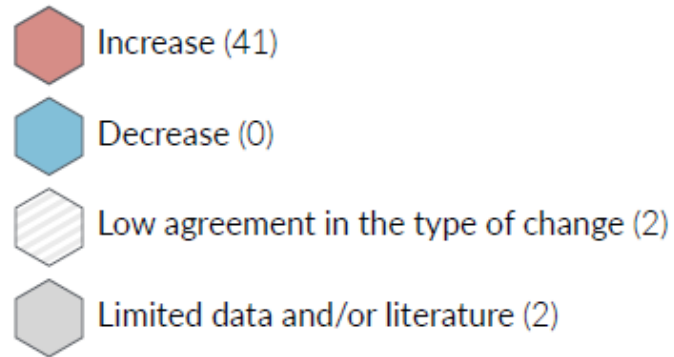 Increase (41)
Decrease (0)
Low agreement in the type of change (2)
Limited data and/or literature (2)